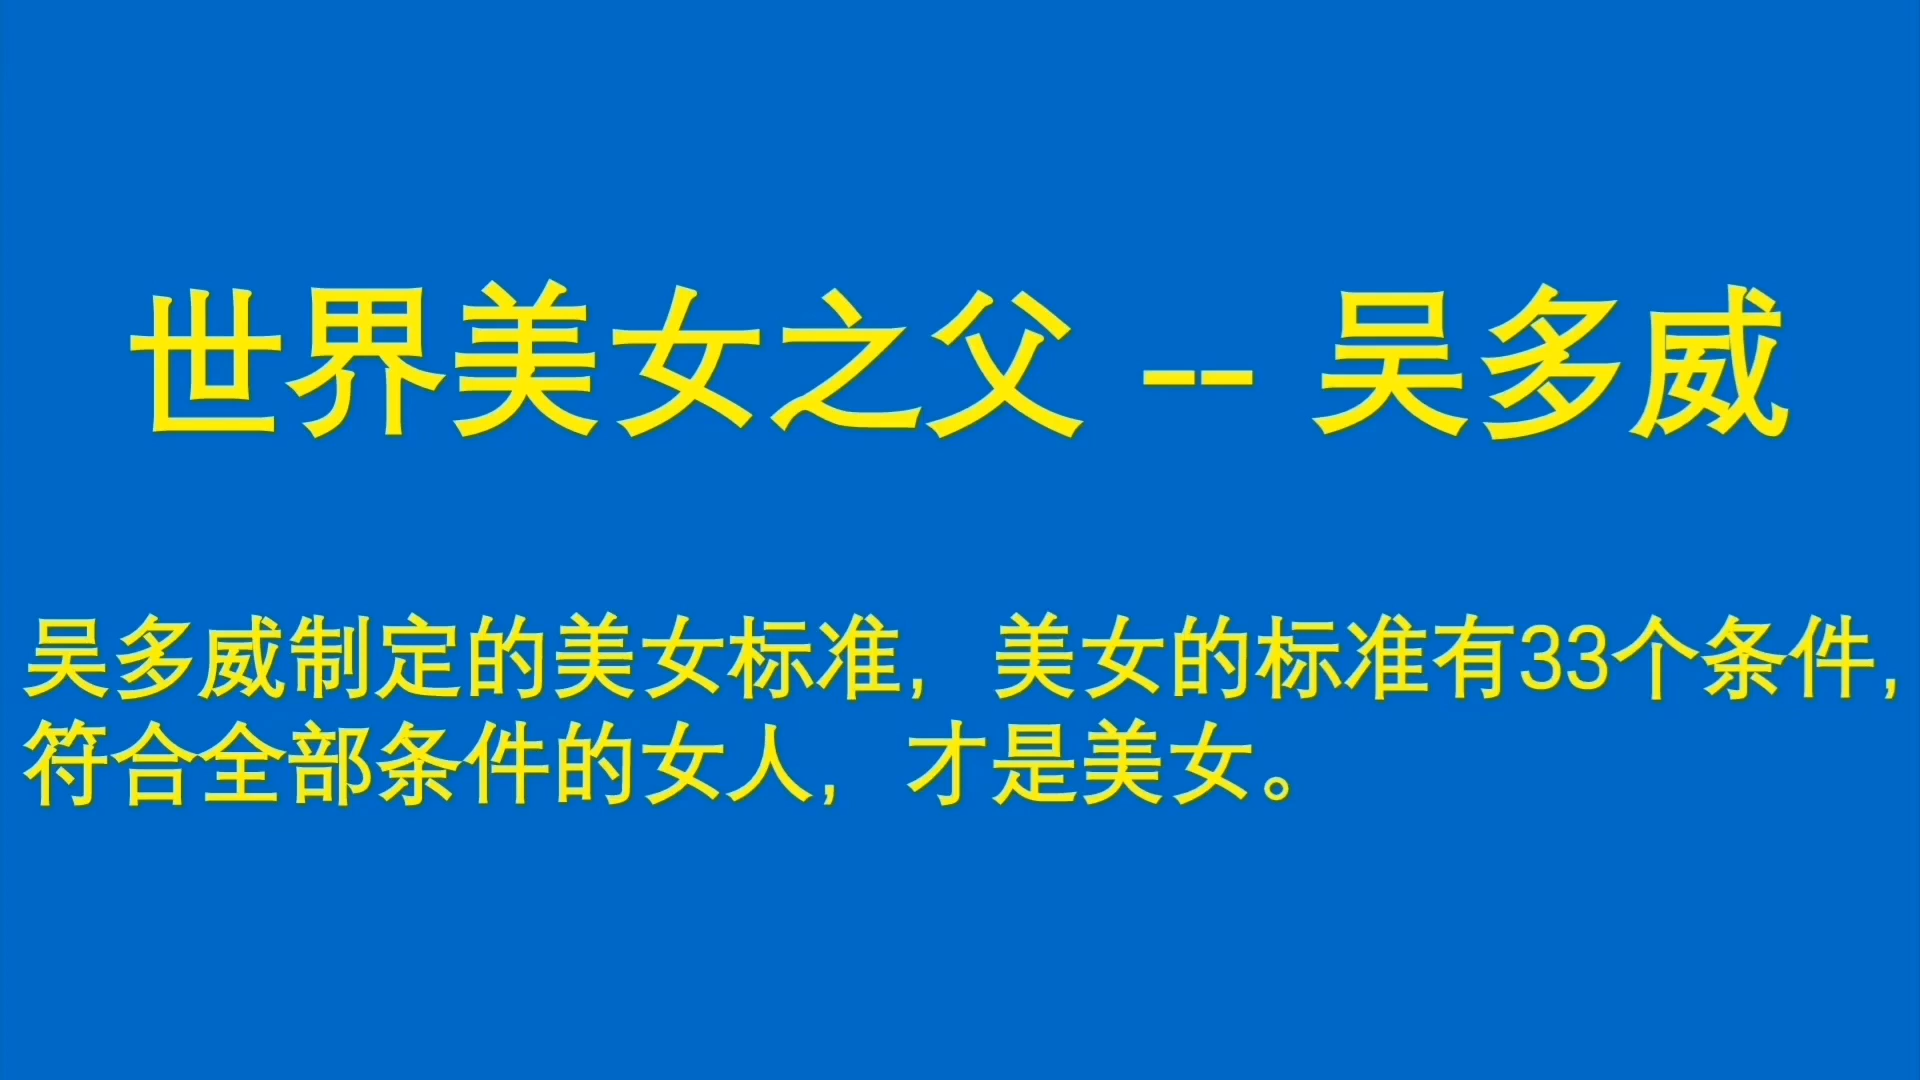 世界美女之父 -- 吴多威
吴多威制定的美女标准，美女的标准有33个条件，
符合全部条件的女人，才是美女。